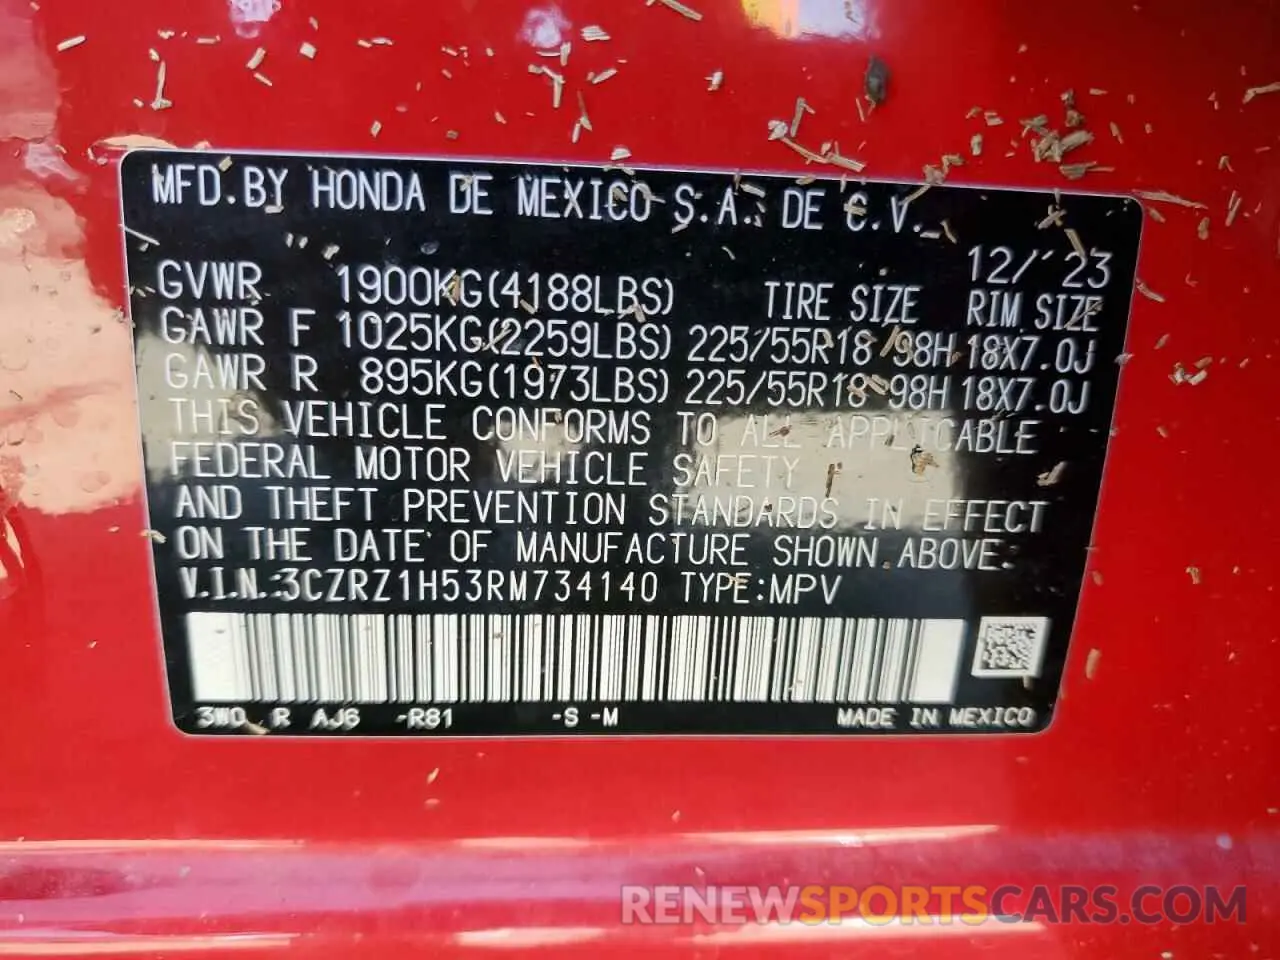 MFD.BY HONDA DE MEXICO S.A. DE C.V.
12/ 23
GVWR 1900KG(4188LBS) TIRE SIZE RIM SIZE
GAWR F 1025KG(2259LBS) 225/55R18 98H 18X7.0J
GAWR R 895KG(1973LBS) 225/55R18 98H 18X7.0J
THIS VEHICLE CONFORMS TO ALL APPLICABLE
FEDERAL MOTOR VEHICLE SAFETY
AND THEFT PREVENTION STANDARDS IN EFFECT
ON THE DATE OF MANUFACTURE SHOWN ABOVE.
V.I.N.:3CZRZ1H53RM734140 TYPE:MPV
3W0 R AJ6 -R81 -S -M MADE IN MEXICO
RENEWSPORTSCARS.COM